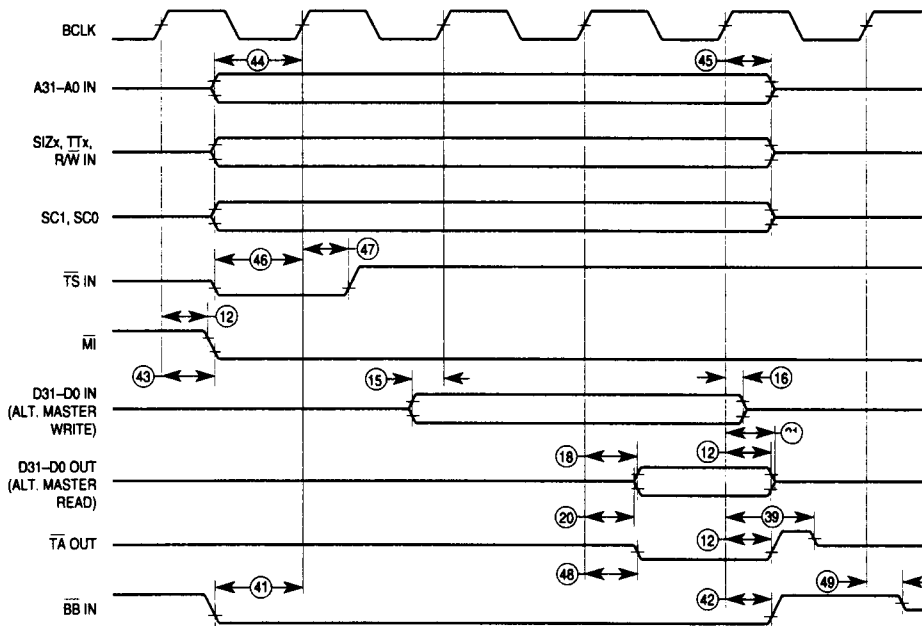 BCLK
44
45
A31–A0 IN
SIZx, TTx,
R/W IN
SC1, SC0
46
47
TS IN
12
MI
43
15
16
D31–D0 IN
(ALT. MASTER
WRITE)
18
12
D31–D0 OUT
(ALT. MASTER
READ)
20
39
TA OUT
12
48
41
42
49
BB IN